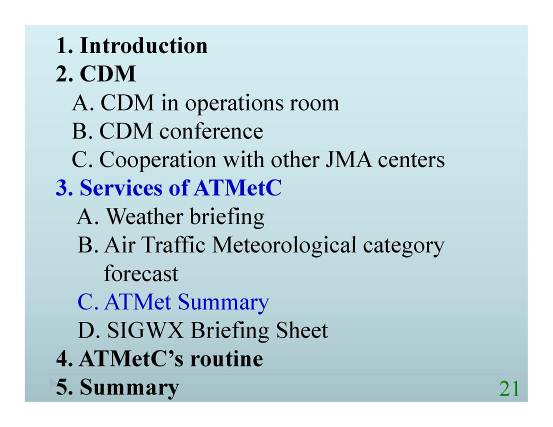 1. Introduction
2. CDM
A. CDM in operations room
B. CDM conference
C. Cooperation with other JMA centers
3. Services of ATMetC
A. Weather briefing
B. Air Traffic Meteorological category
forecast
C. ATMet Summary
D. SIGWX Briefing Sheet
4. ATMetC’s routine
5. Summary
21